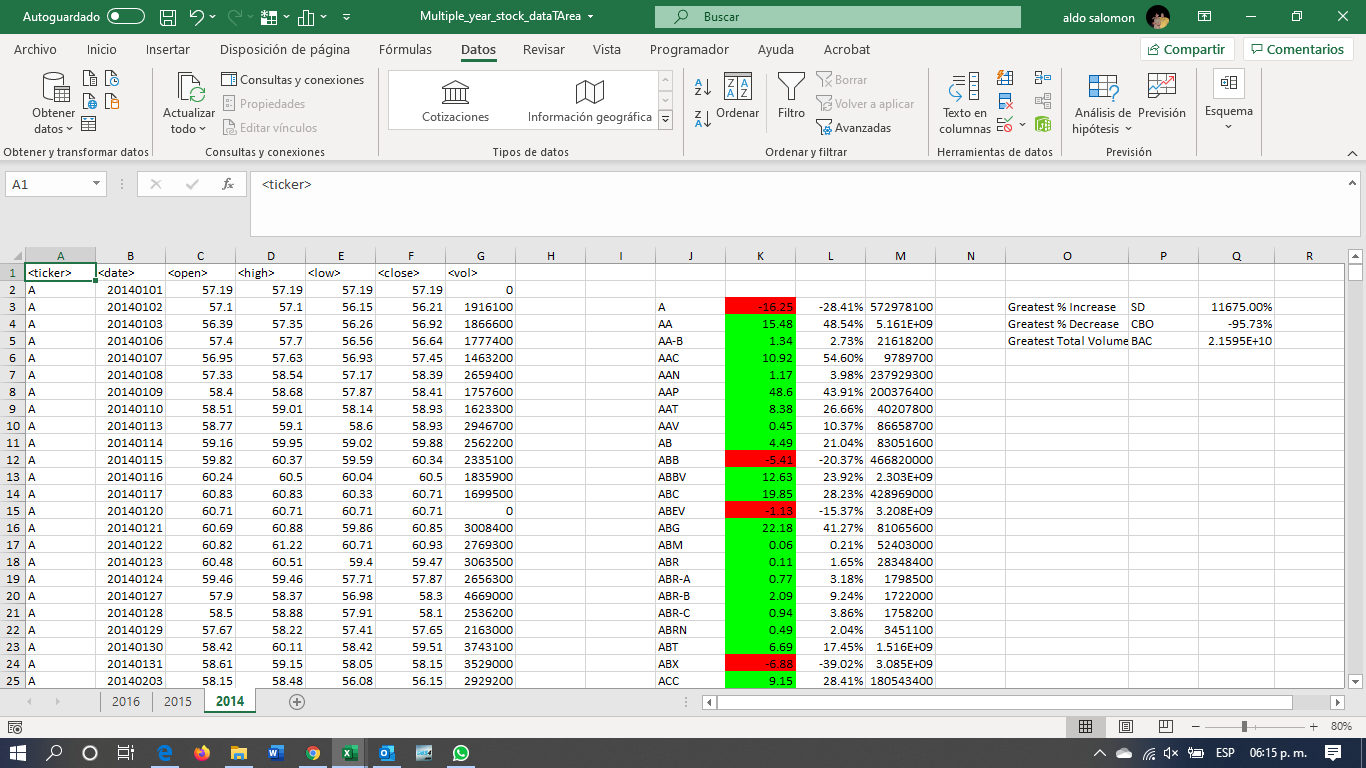 Autoguardado Multiple_year_stock_dataTArea Buscar aldo salomon
Archivo Inicio Insertar Disposición de página Fórmulas Datos Revisar Vista Programador Ayuda Acrobat Compartir Comentarios
Obtener datos
Obtener y transformar datos
Actualizar todo
Consultas y conexiones
Propiedades
Editar vínculos
Consultas y conexiones
Cotizaciones Información geográfica
Tipos de datos
Ordenar
Filtro
Borrar
Volver a aplicar
Avanzadas
Ordenar y filtrar
Texto en columnas
Herramientas de datos
Análisis de hipótesis
Previsión
Previsión
Esquema
A1 fx <ticker>
A B C D E F G H I J K L M N O P Q R
1 <ticker> <date> <open> <high> <low> <close> <vol>
2 A 20140101 57.19 57.19 57.19 57.19 0
3 A 20140102 57.1 57.1 56.15 56.21 1916100 A -16.25 -28.41% 572978100 Greatest % Increase SD 11675.00%
4 A 20140103 56.39 57.35 56.26 56.92 1866600 AA 15.48 48.54% 5.161E+09 Greatest % Decrease CBO -95.73%
5 A 20140106 57.4 57.7 56.56 56.64 1777400 AA-B 1.34 2.73% 21618200 Greatest Total Volume BAC 2.1595E+10
6 A 20140107 56.95 57.63 56.93 57.45 1463200 AAC 10.92 54.60% 9789700
7 A 20140108 57.33 58.54 57.17 58.39 2659400 AAN 1.17 3.98% 237929300
8 A 20140109 58.4 58.68 57.87 58.41 1757600 AAP 48.6 43.91% 200376400
9 A 20140110 58.51 59.01 58.14 58.93 1623300 AAT 8.38 26.66% 40207800
10 A 20140113 58.77 59.1 58.6 58.93 2946700 AAV 0.45 10.37% 86658700
11 A 20140114 59.16 59.95 59.02 59.88 2562200 AB 4.49 21.04% 83051600
12 A 20140115 59.82 60.37 59.59 60.34 2335100 ABB -5.41 -20.37% 466820000
13 A 20140116 60.24 60.5 60.04 60.5 1835900 ABBV 12.63 23.92% 2.303E+09
14 A 20140117 60.83 60.83 60.33 60.71 1699500 ABC 19.85 28.23% 428969000
15 A 20140120 60.71 60.71 60.71 60.71 0 ABEV -1.13 -15.37% 3.208E+09
16 A 20140121 60.69 60.88 59.86 60.85 3008400 ABG 22.18 41.27% 81065600
17 A 20140122 60.82 61.22 60.71 60.93 2769300 ABM 0.06 0.21% 52403000
18 A 20140123 60.48 60.51 59.4 59.47 3063500 ABR 0.11 1.65% 28348400
19 A 20140124 59.46 59.46 57.71 57.87 2656300 ABR-A 0.77 3.18% 1798500
20 A 20140127 57.9 58.37 56.98 58.3 4669000 ABR-B 2.09 9.24% 1722000
21 A 20140128 58.5 58.88 57.91 58.1 2536200 ABR-C 0.94 3.86% 1758200
22 A 20140129 57.67 58.22 57.41 57.65 2163000 ABRN 0.49 2.04% 3451100
23 A 20140130 58.42 60.11 58.42 59.51 3743100 ABT 6.69 17.45% 1.516E+09
24 A 20140131 58.61 59.15 58.05 58.15 3529000 ABX -6.88 -39.02% 3.085E+09
25 A 20140203 58.15 58.48 56.08 56.15 2929200 ACC 9.15 28.41% 180543400
2016 2015 2014
80%
ESP 06:15 p. m.